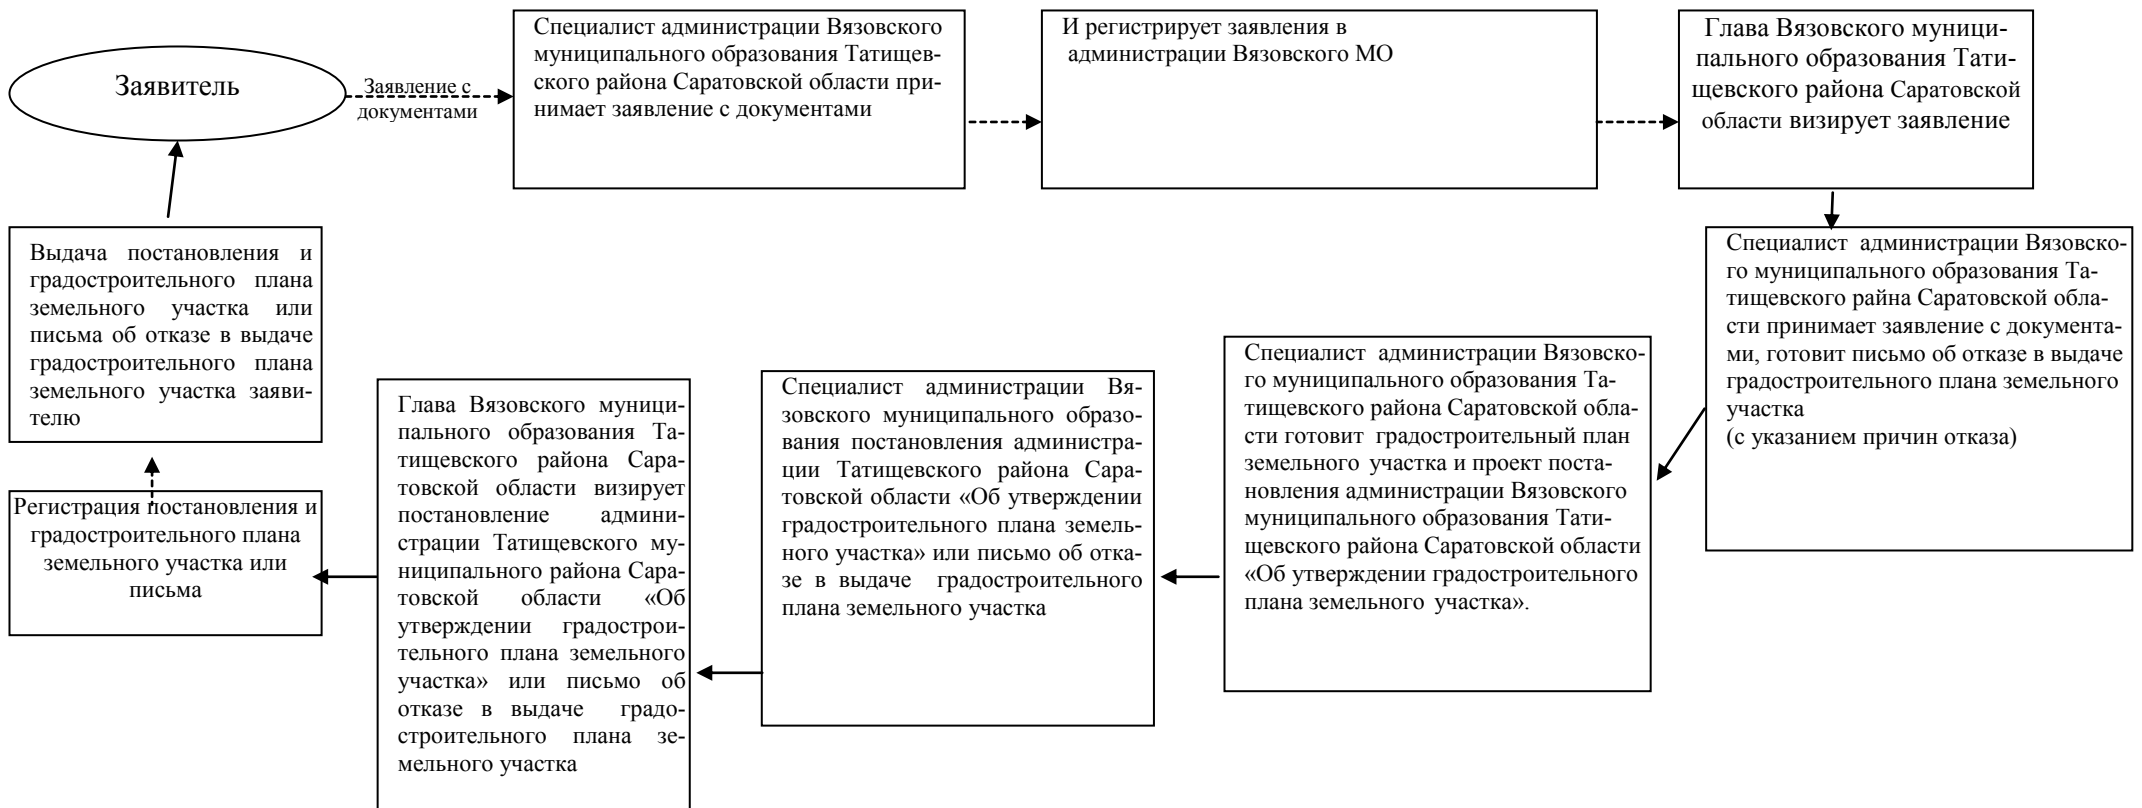 Заявитель
Заявление с
документами
Специалист администрации Вязовского
муниципального образования Татищев-
ского района Саратовской области при-
нимает заявление с документами
И регистрирует заявления в
администрации Вязовского МО
Глава Вязовского муници-
пального образования Тати-
щевского района Саратовской
области визирует заявление
Специалист администрации Вязовско-
го муниципального образования Та-
тищевского райна Саратовской обла-
сти принимает заявление с документа-
ми, готовит письмо об отказе в выдаче
градостроительного плана земельного
участка
(с указанием причин отказа)
Специалист администрации Вязовско-
го муниципального образования Та-
тищевского района Саратовской обла-
сти готовит градостроительный план
земельного участка и проект поста-
новления администрации Вязовского
муниципального образования Тати-
щевского района Саратовской области
«Об утверждении градостроительного
плана земельного участка».
Специалист администрации Вя-
зовского муниципального образо-
вания постановления администра-
ции Татищевского района Сара-
товской области «Об утверждении
градостроительного плана земель-
ного участка» или письмо об отка-
зе в выдаче градостроительного
плана земельного участка
Глава Вязовского муници-
пального образования Та-
тищевского района Сара-
товской области визирует
постановление админи-
страции Татищевского му-
ниципального района Сара-
товской области «Об
утверждении градострои-
тельного плана земельного
участка» или письмо об
отказе в выдаче градо-
строительного плана зе-
мельного участка
Регистрация постановления и
градостроительного плана
земельного участка или
письма
Выдача постановления и
градостроительного плана
земельного участка или
письма об отказе в выдаче
градостроительного плана
земельного участка заяви-
телю